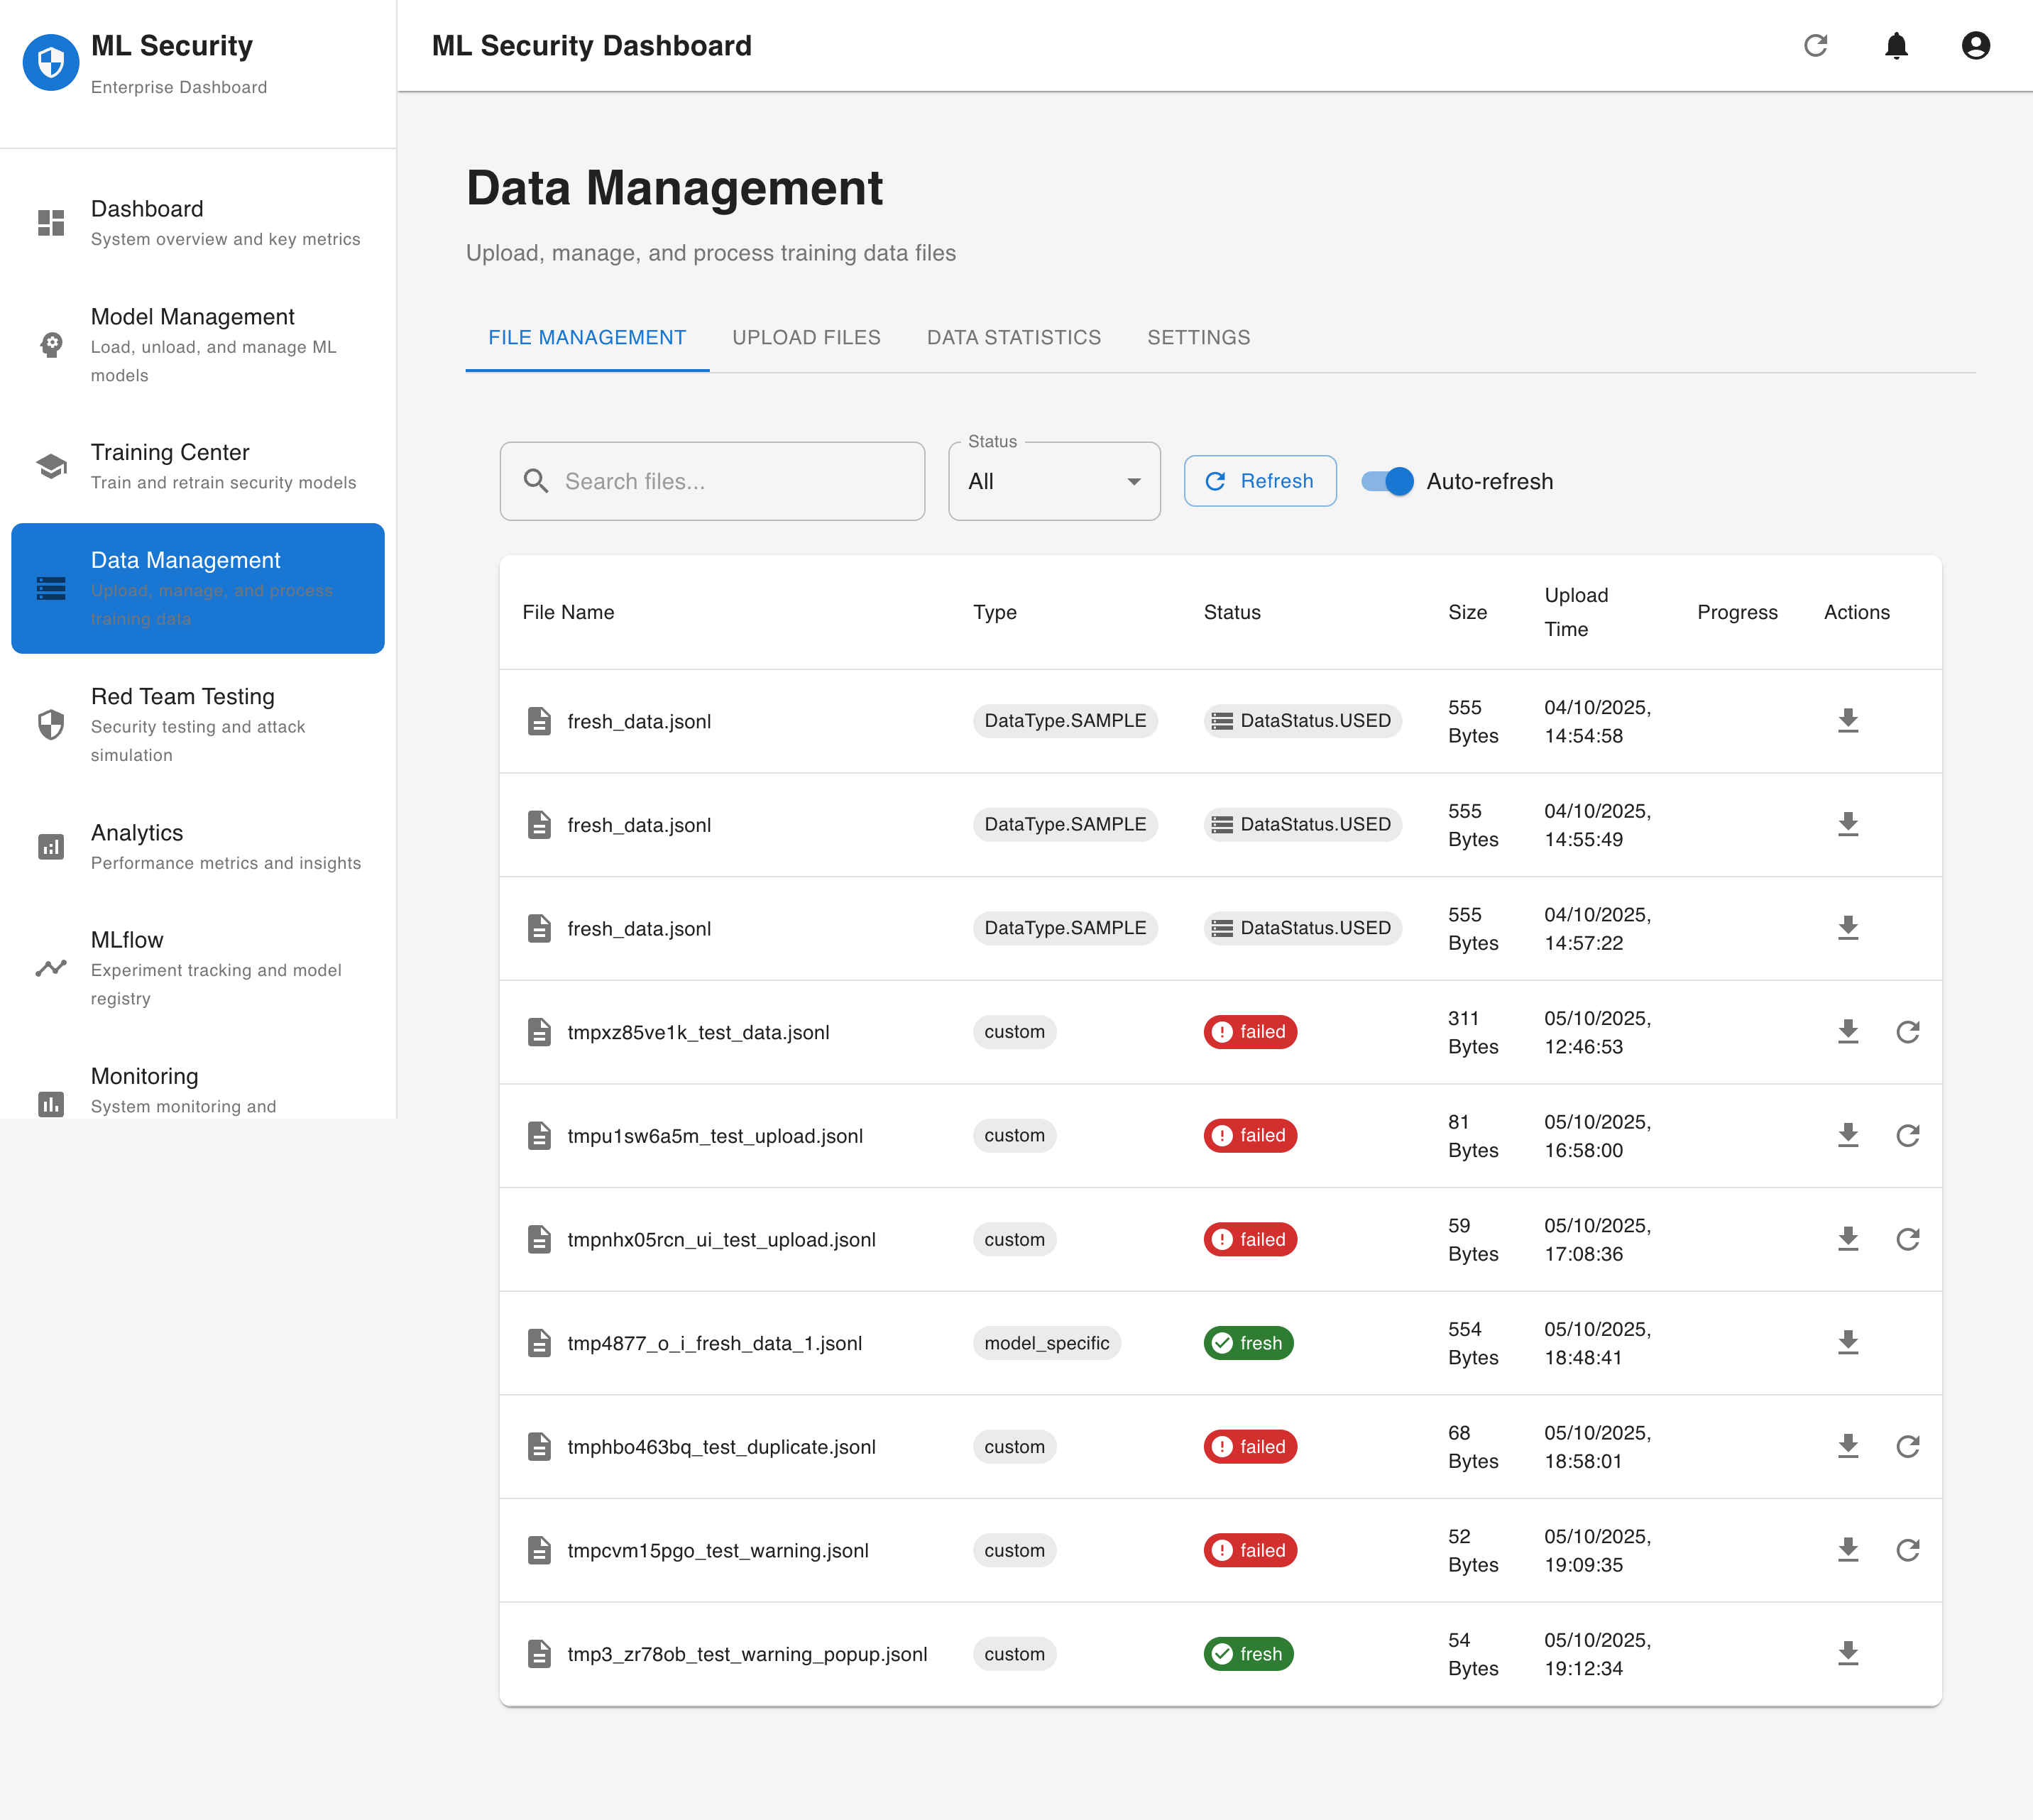 ML Security
Enterprise Dashboard
ML Security Dashboard
Dashboard
System overview and key metrics
Model Management
Load, unload, and manage ML
models
Training Center
Train and retrain security models
Data Management
Upload, manage, and process
training data
Red Team Testing
Security testing and attack
simulation
Analytics
Performance metrics and insights
MLflow
Experiment tracking and model
registry
Monitoring
System monitoring and
Data Management
Upload, manage, and process training data files
FILE MANAGEMENT UPLOAD FILES DATA STATISTICS SETTINGS
Search files...
Status
All
Refresh
Auto-refresh
File Name Type Status Size Upload Time Progress Actions
fresh_data.jsonl DataType.SAMPLE DataStatus.USED 555 Bytes 04/10/2025, 14:54:58
fresh_data.jsonl DataType.SAMPLE DataStatus.USED 555 Bytes 04/10/2025, 14:55:49
fresh_data.jsonl DataType.SAMPLE DataStatus.USED 555 Bytes 04/10/2025, 14:57:22
tmpxz85ve1k_test_data.jsonl custom failed 311 Bytes 05/10/2025, 12:46:53
tmpu1sw6a5m_test_upload.jsonl custom failed 81 Bytes 05/10/2025, 16:58:00
tmpnhx05rcn_ui_test_upload.jsonl custom failed 59 Bytes 05/10/2025, 17:08:36
tmp4877_o_i_fresh_data_1.jsonl model_specific fresh 554 Bytes 05/10/2025, 18:48:41
tmphbo463bq_test_duplicate.jsonl custom failed 68 Bytes 05/10/2025, 18:58:01
tmpcvm15pgo_test_warning.jsonl custom failed 52 Bytes 05/10/2025, 19:09:35
tmp3_zr78ob_test_warning_popup.jsonl custom fresh 54 Bytes 05/10/2025, 19:12:34